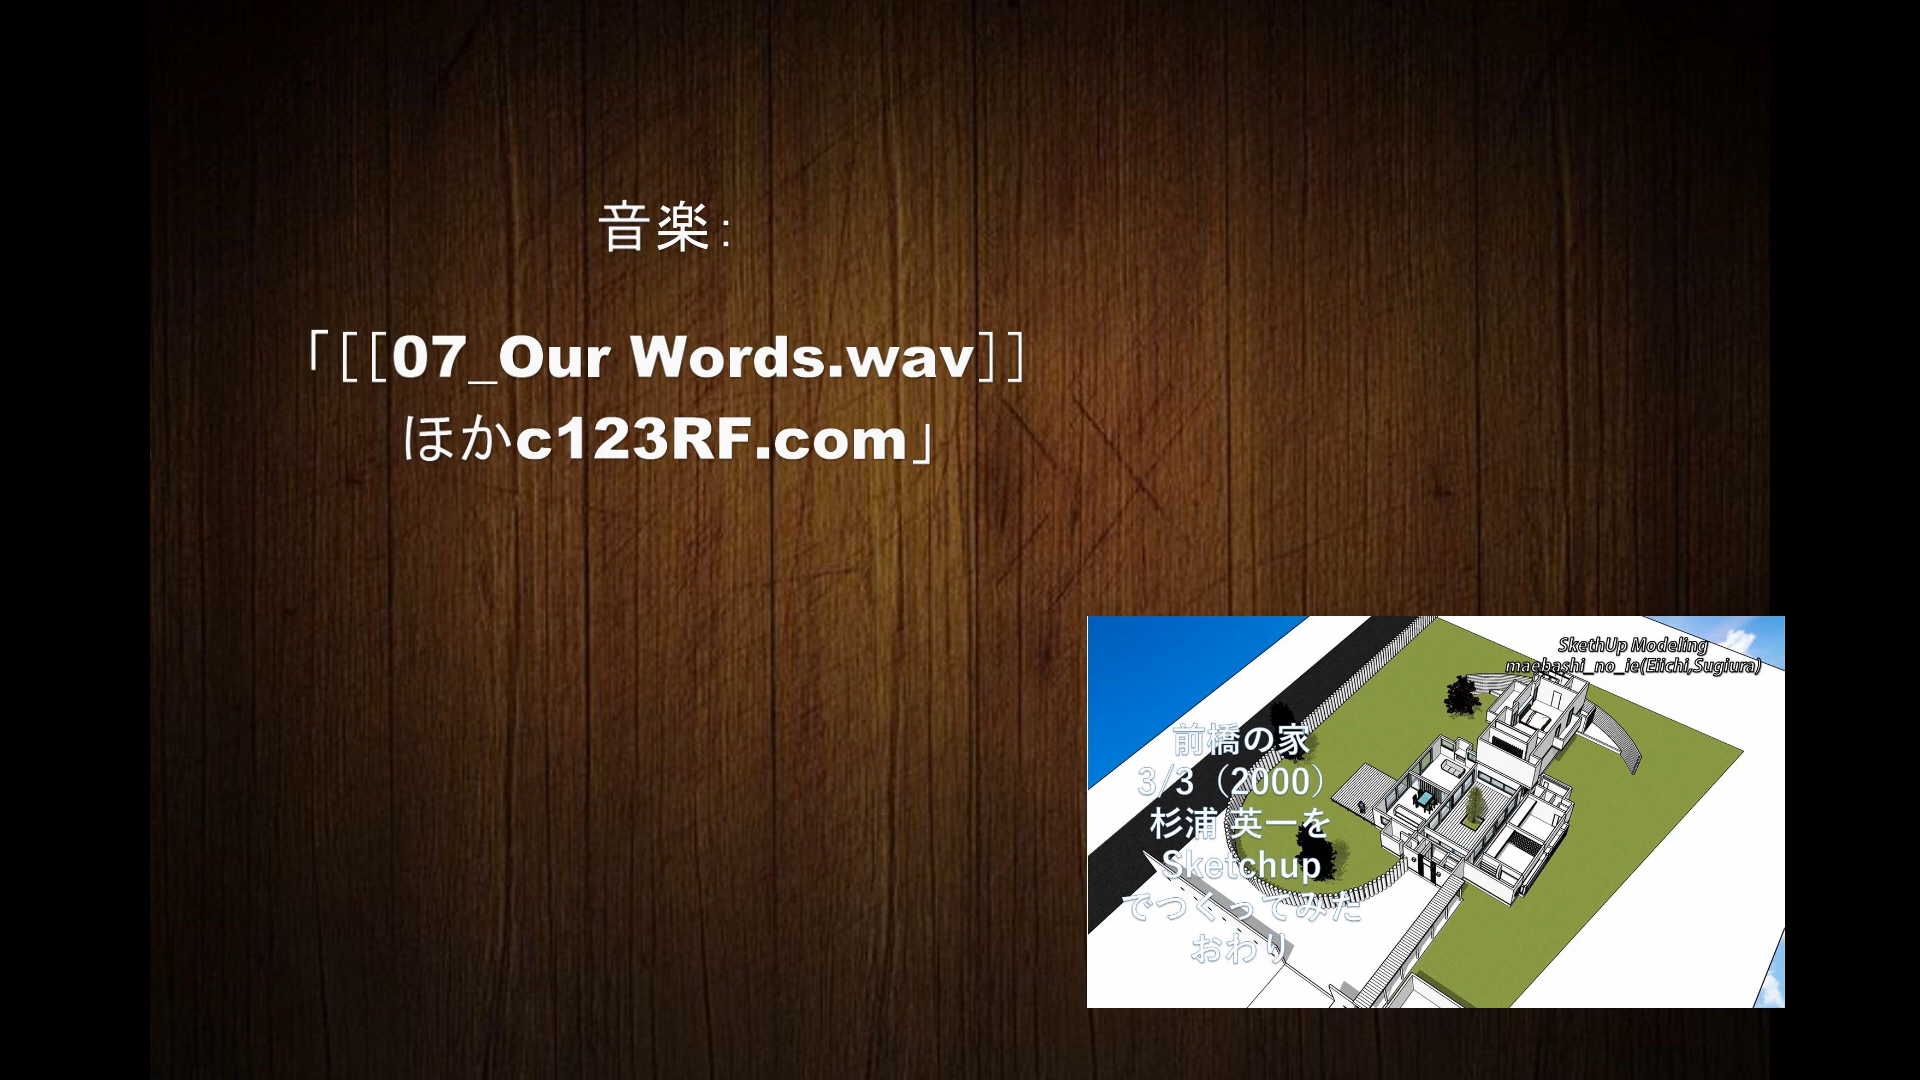 音楽:
「[[07_Our Words.wav]]
ほかc123RF.com」
SkethUp Modeling
maebashi_no_ie(Eiichi,Sugiura)
前橋の家
3/3（2000）
杉浦 英一を
Sketchup
でつくってみた
おわり